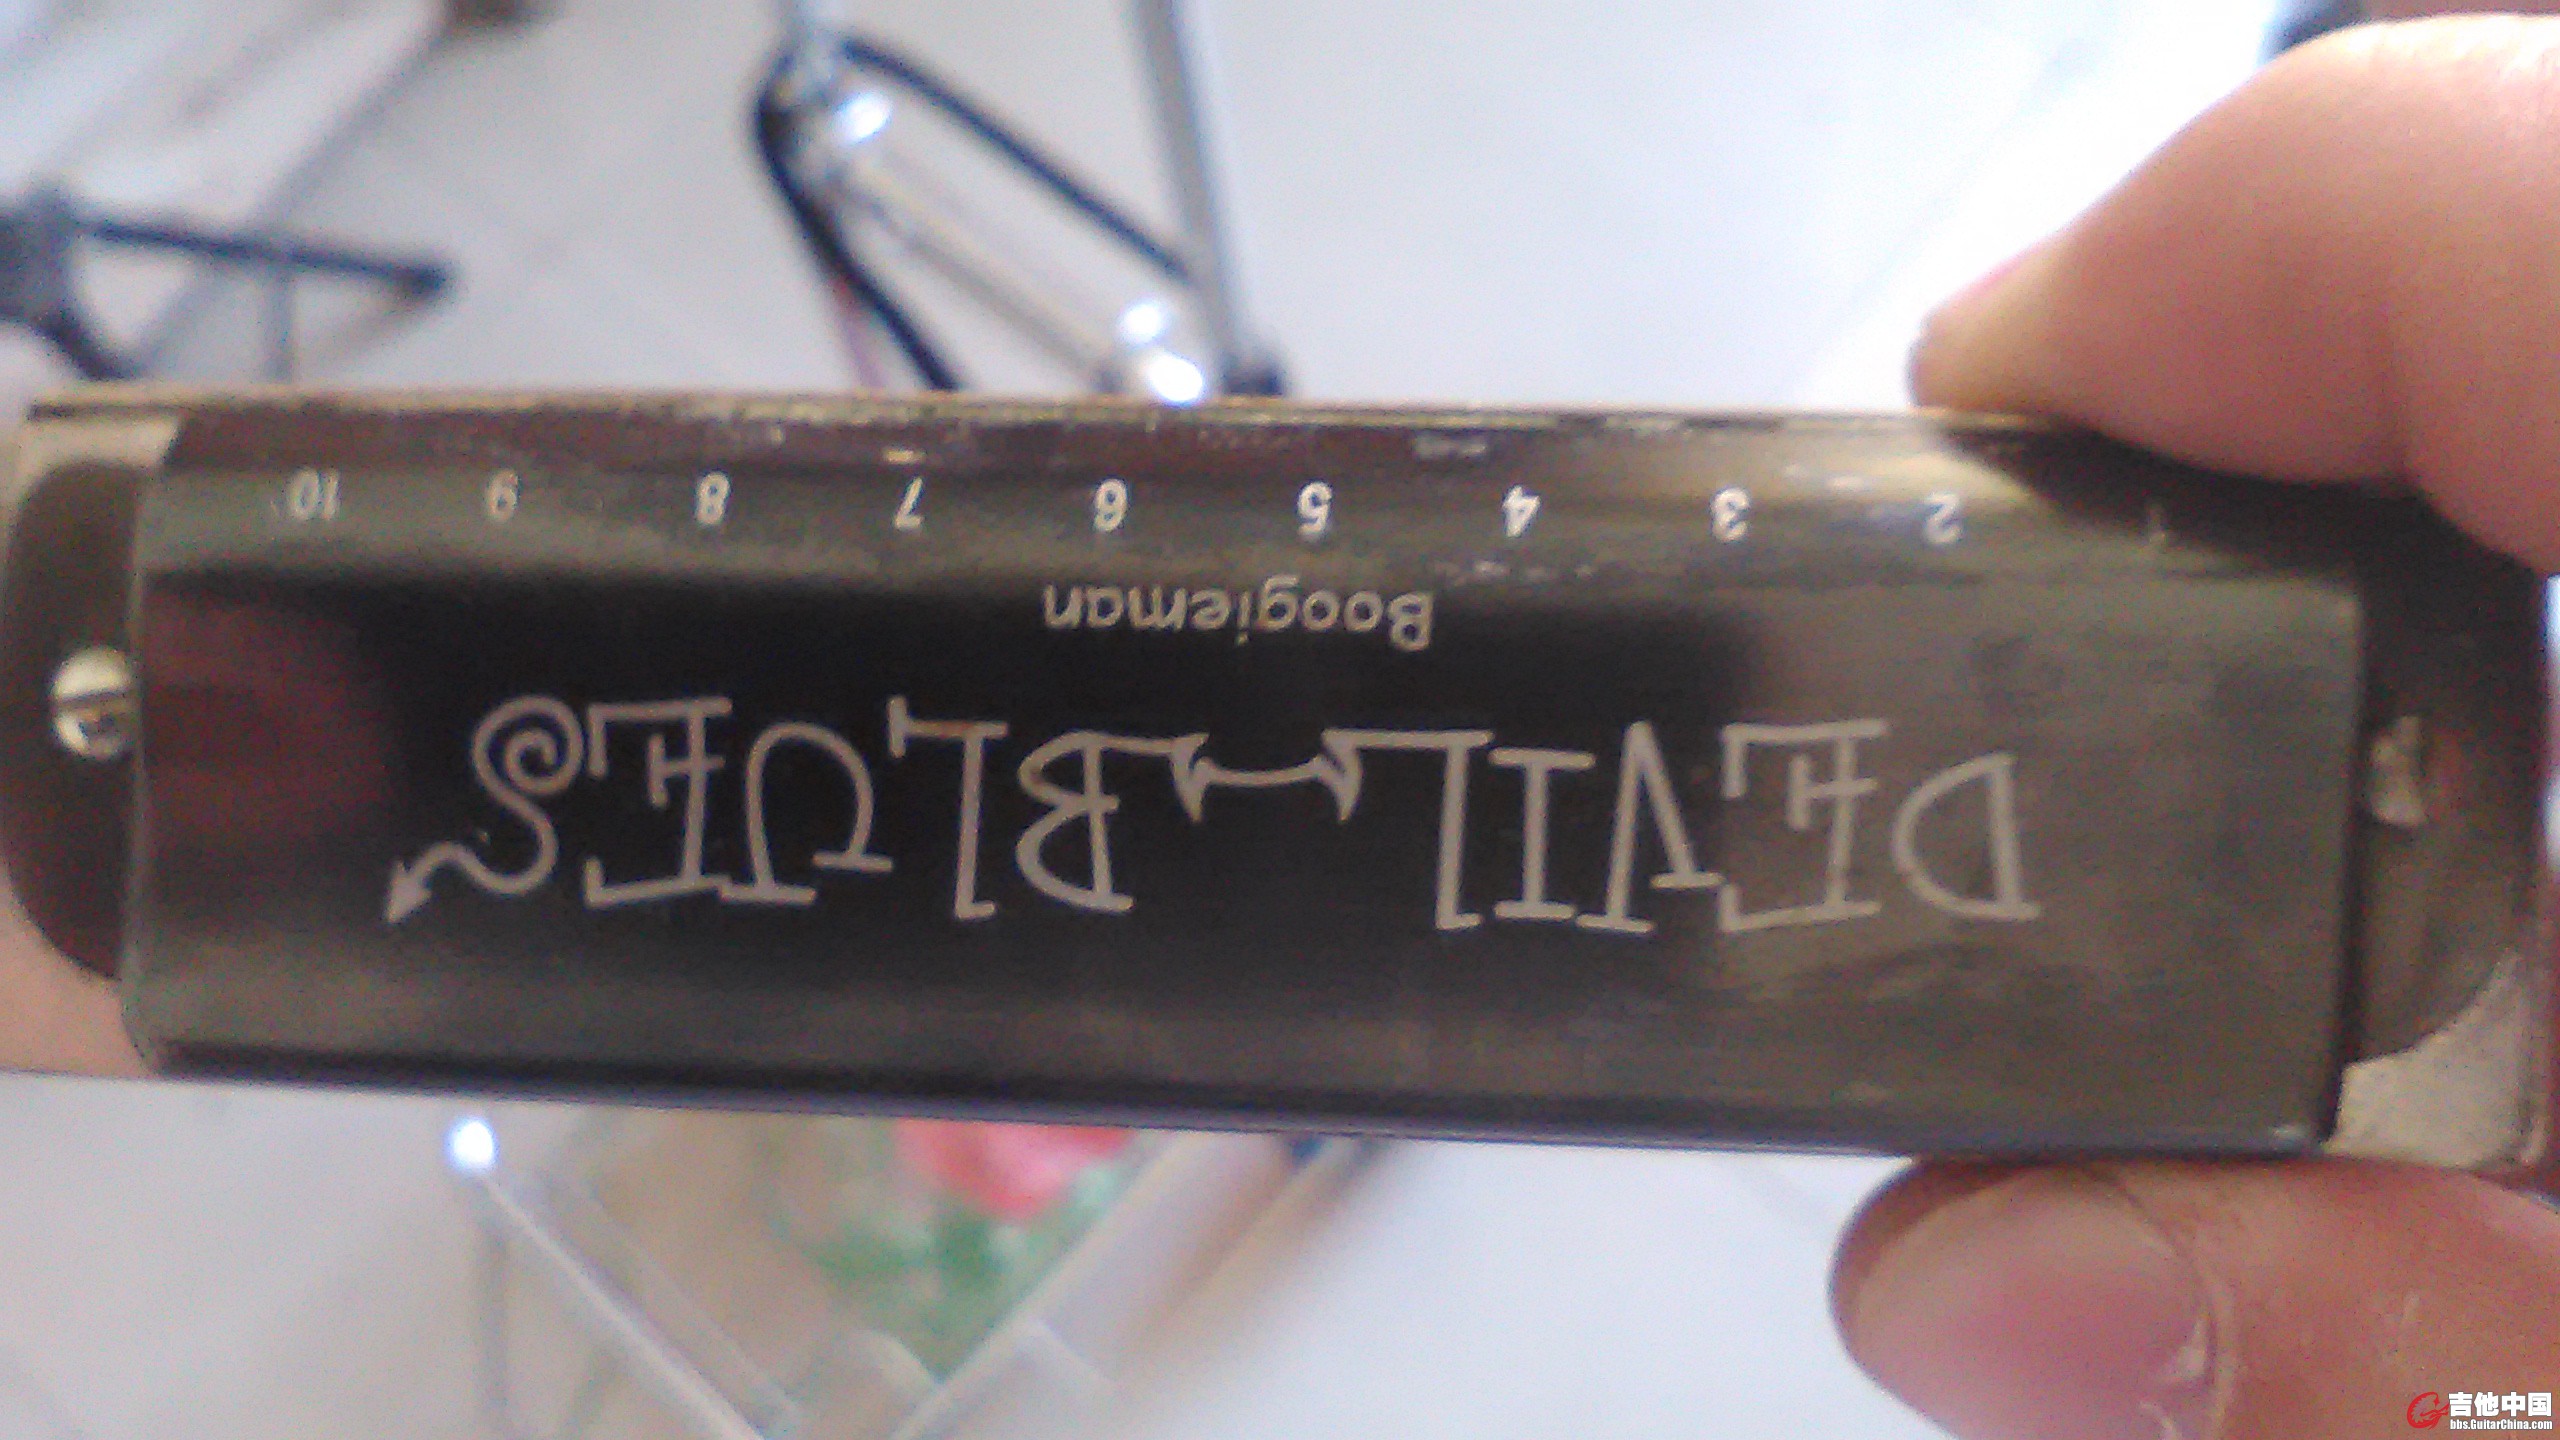 DEVIL BLUES
Boogieman
1 2 3 4 5 6 7 8 9 10
吉他中国
bbs.GuitarChina.com